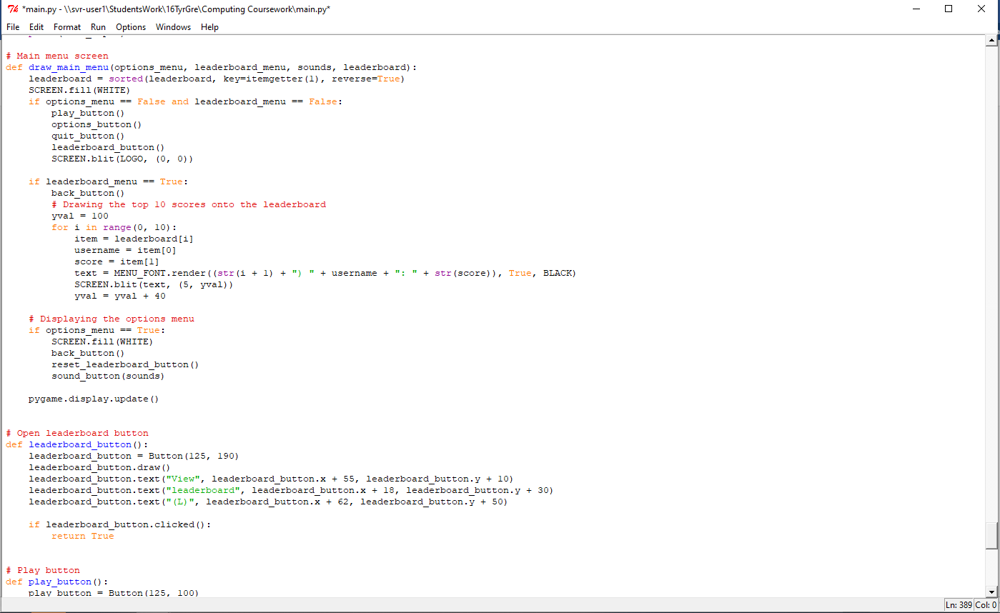 *main.py - \\svr-user1\StudentsWork\16TyrGre\Computing Coursework\main.py*
File Edit Format Run Options Windows Help
# Main menu screen
def draw_main_menu(options_menu, leaderboard_menu, sounds, leaderboard):
    leaderboard = sorted(leaderboard, key=itemgetter(1), reverse=True)
    SCREEN.fill(WHITE)
    if options_menu == False and leaderboard_menu == False:
        play_button()
        options_button()
        quit_button()
        leaderboard_button()
        SCREEN.blit(LOGO, (0, 0))
    if leaderboard_menu == True:
        back_button()
        # Drawing the top 10 scores onto the leaderboard
        yval = 100
        for i in range(0, 10):
            item = leaderboard[i]
            username = item[0]
            score = item[1]
            text = MENU_FONT.render((str(i + 1) + ") " + username + ": " + str(score)), True, BLACK)
            SCREEN.blit(text, (5, yval))
            yval = yval + 40
    # Displaying the options menu
    if options_menu == True:
        SCREEN.fill(WHITE)
        back_button()
        reset_leaderboard_button()
        sound_button(sounds)
    pygame.display.update()
# Open leaderboard button
def leaderboard_button():
    leaderboard_button = Button(125, 190)
    leaderboard_button.draw()
    leaderboard_button.text("View", leaderboard_button.x + 55, leaderboard_button.y + 10)
    leaderboard_button.text("leaderboard", leaderboard_button.x + 18, leaderboard_button.y + 30)
    leaderboard_button.text("(L)", leaderboard_button.x + 62, leaderboard_button.y + 50)
    if leaderboard_button.clicked():
        return True
# Play button
def play_button():
    play_button = Button(125, 100)
Ln: 389 Col: 0